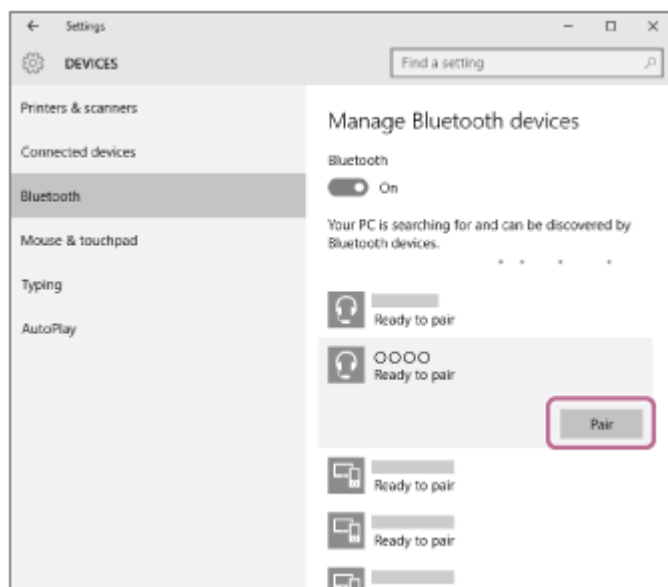 Settings
DEVICES
Find a setting
Printers & scanners
Connected devices
Bluetooth
Mouse & touchpad
Typing
AutoPlay
Manage Bluetooth devices
Bluetooth
On
Your PC is searching for and can be discovered by
Bluetooth devices.
Ready to pair
OOOO
Ready to pair
Pair
Ready to pair
Ready to pair